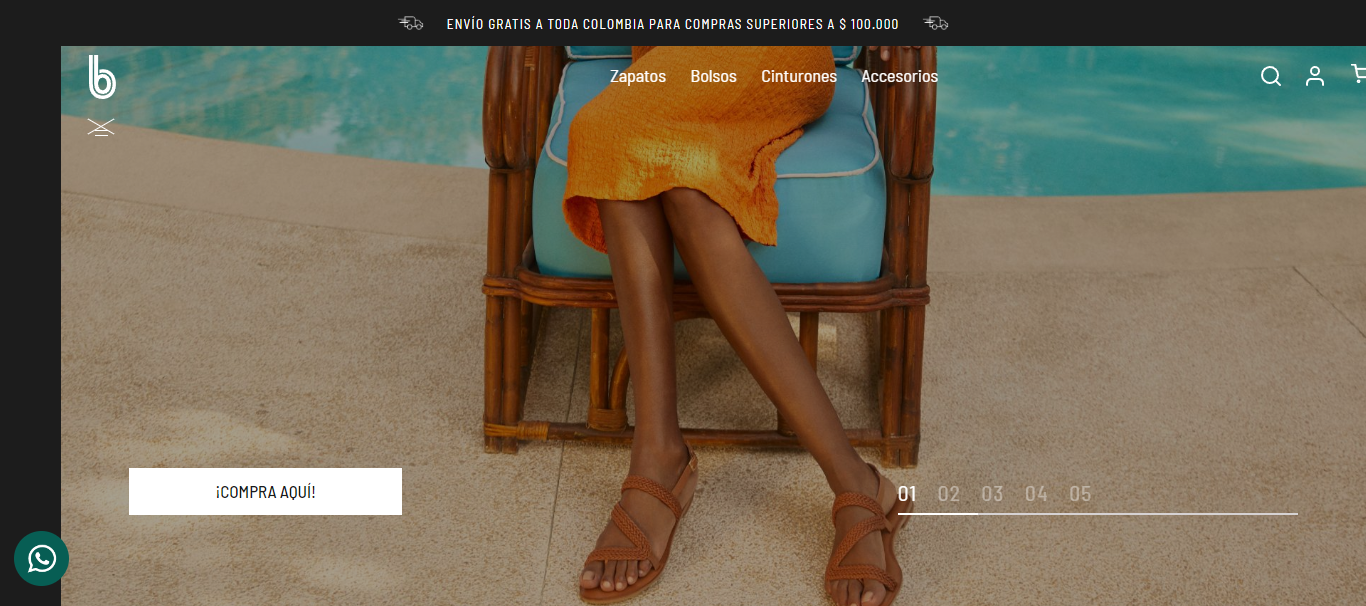 ENVÍO GRATIS A TODA COLOMBIA PARA COMPRAS SUPERIORES A $ 100.000
b
Zapatos Bolsos Cinturones Accesorios
¡COMPRA AQUÍ!
01 02 03 04 05